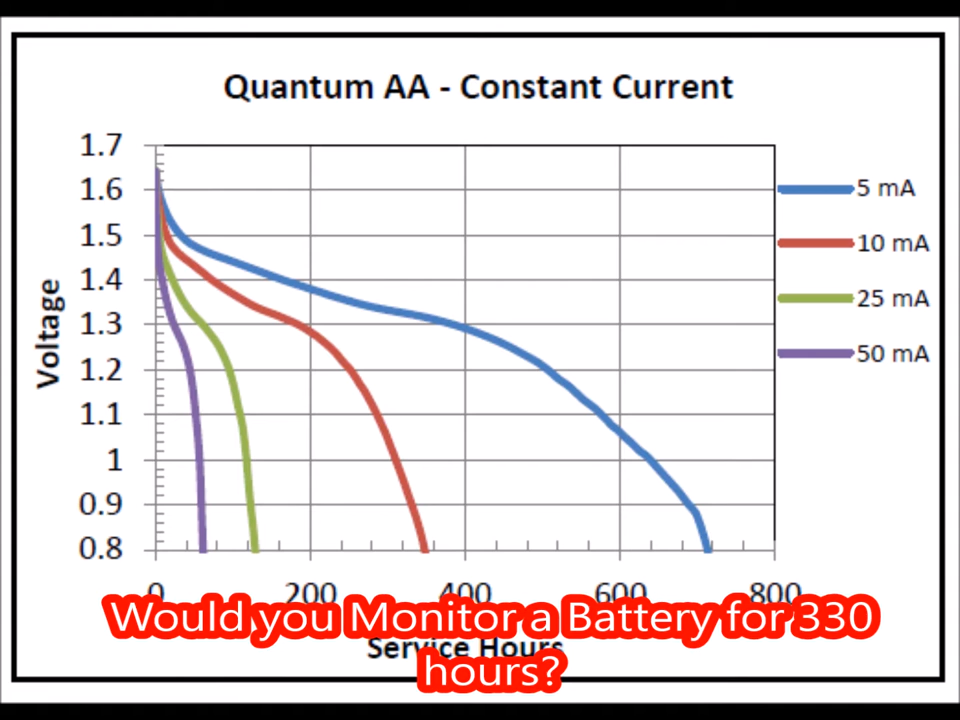 Quantum AA - Constant Current
1.7
1.6
1.5
1.4
1.3
1.2
1.1
1
0.9
0.8
Voltage
5 mA
10 mA
25 mA
50 mA
0 200 400 600 800
Service Hours
Would you Monitor a Battery for 330
hours?